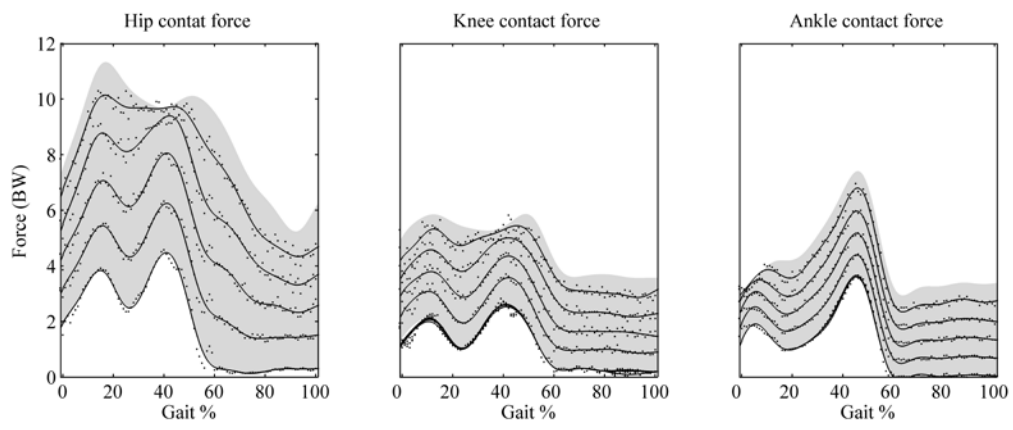 Hip contat force
Knee contact force
Ankle contact force
Force (BW)
12
10
8
6
4
2
0
0 20 40 60 80 100
0 20 40 60 80 100
0 20 40 60 80 100
Gait %
Gait %
Gait %